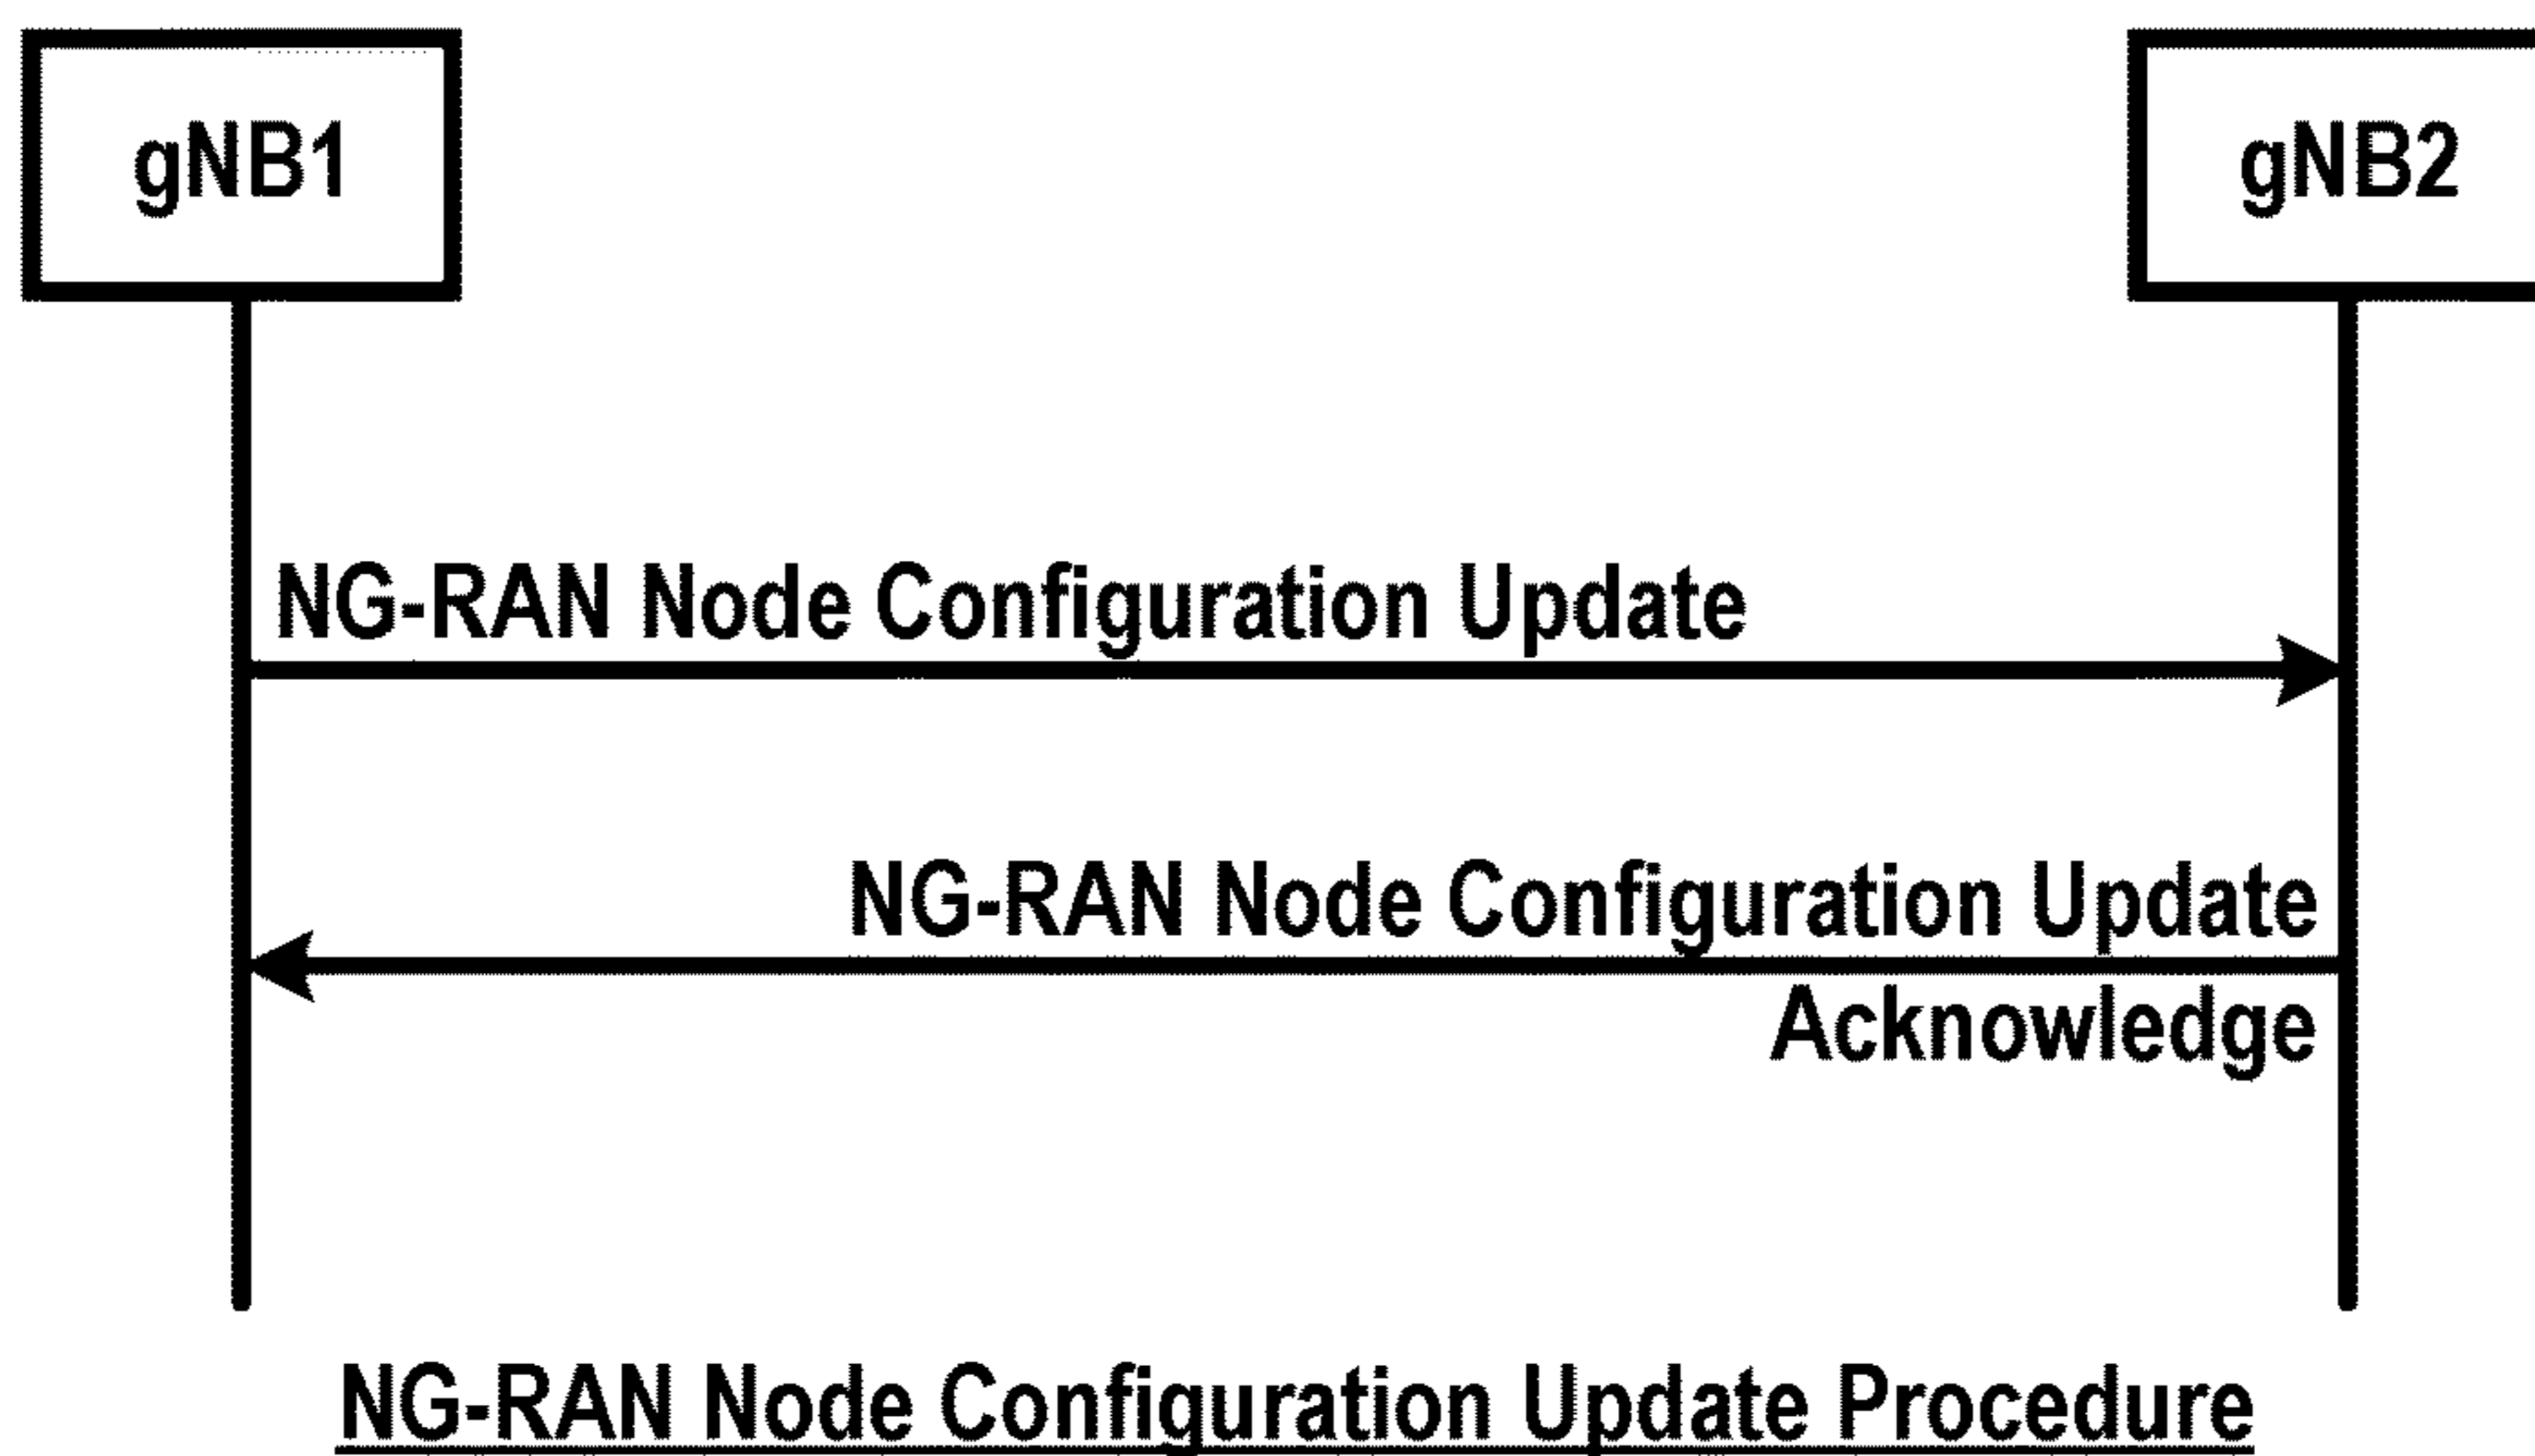 gNB1
gNB2
NG-RAN Node Configuration Update
NG-RAN Node Configuration Update
Acknowledge
NG-RAN Node Configuration Update Procedure